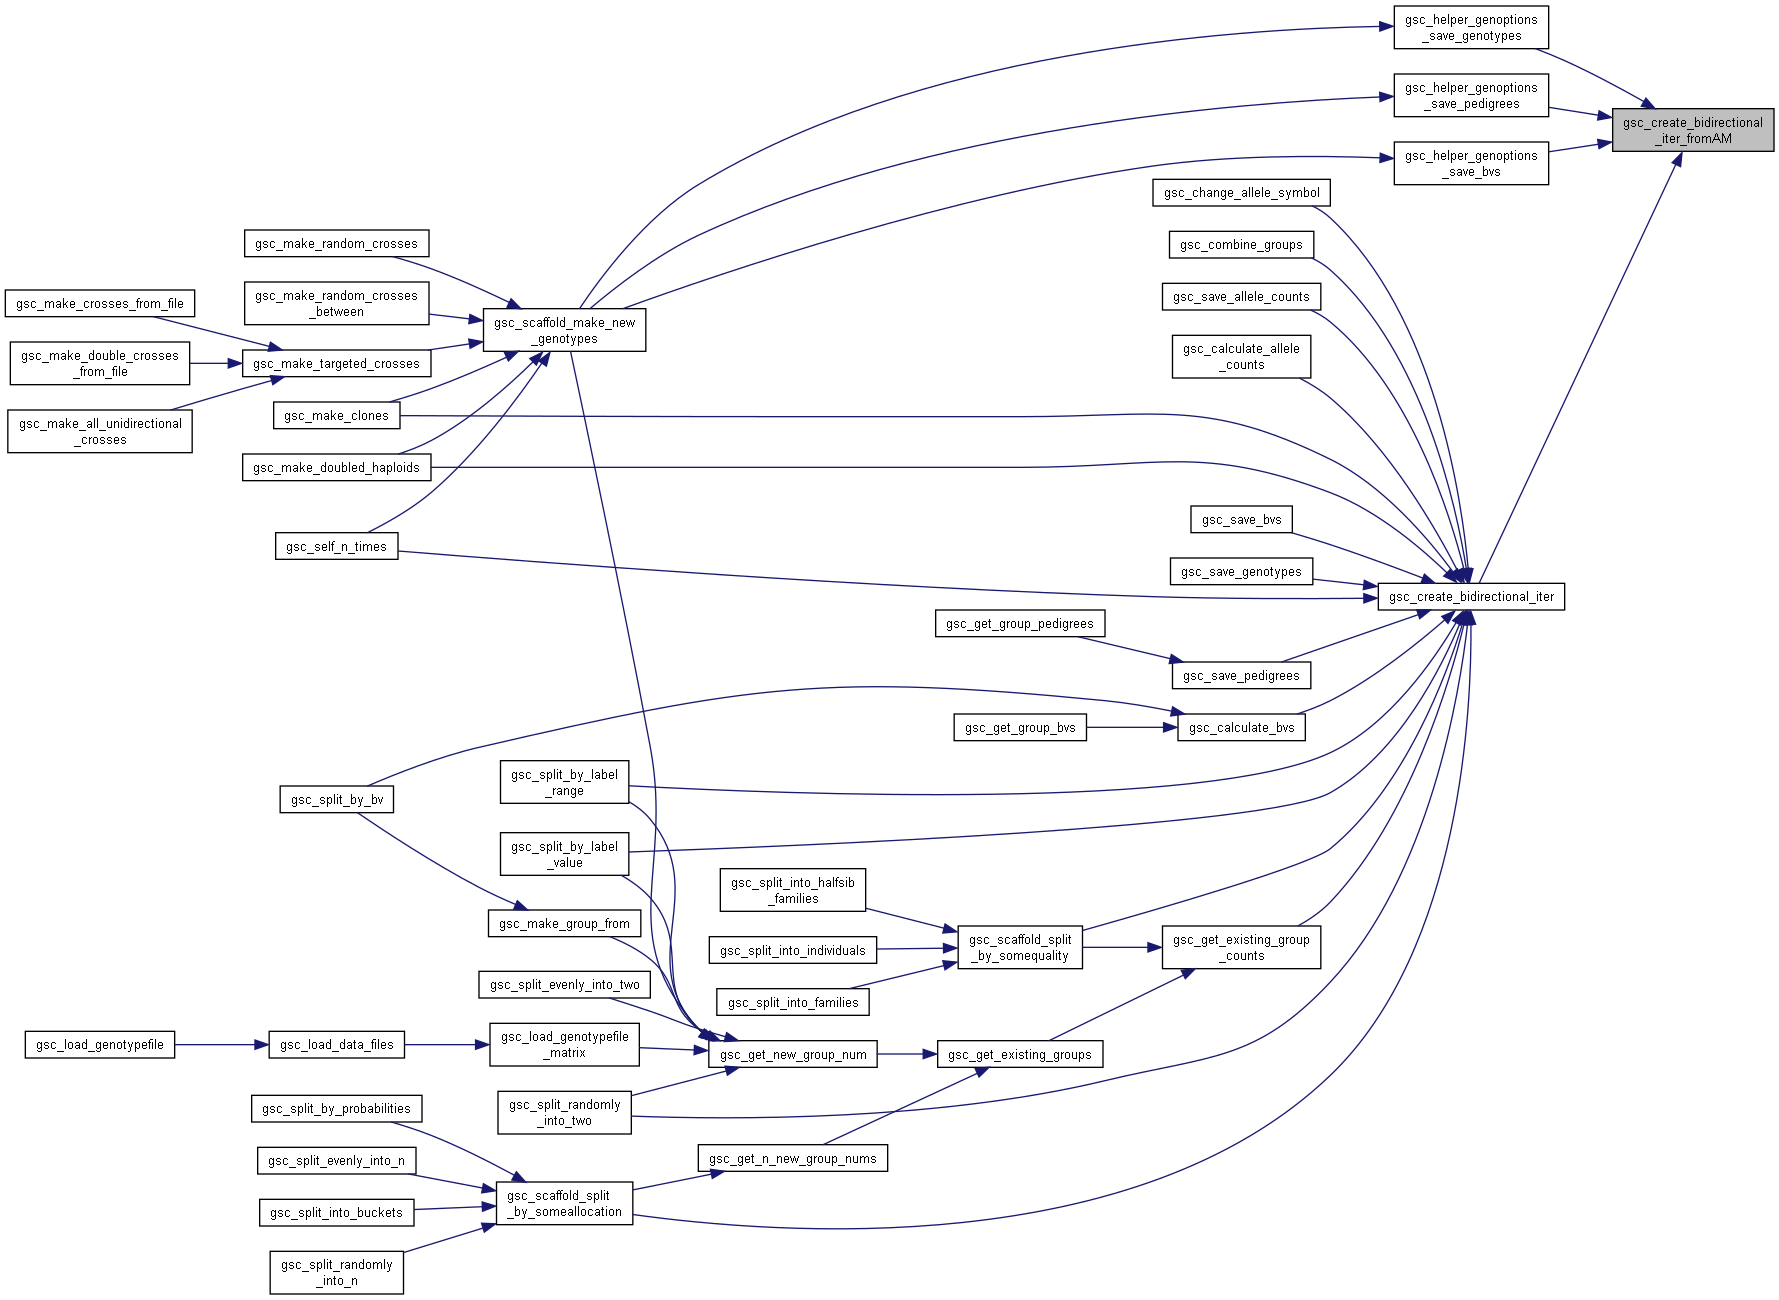 gsc_helper_genoptions
_save_genotypes
gsc_helper_genoptions
_save_pedigrees
gsc_create_bidirectional
_iter_fromAM
gsc_helper_genoptions
_save_bvs
gsc_change_allele_symbol
gsc_make_random_crosses
gsc_combine_groups
gsc_make_random_crosses
_between
gsc_save_allele_counts
gsc_make_crosses_from_file
gsc_scaffold_make_new
_genotypes
gsc_make_double_crosses
_from_file
gsc_make_targeted_crosses
gsc_calculate_allele
_counts
gsc_make_clones
gsc_make_all_unidirectional
_crosses
gsc_make_doubled_haploids
gsc_save_bvs
gsc_self_n_times
gsc_save_genotypes
gsc_create_bidirectional_iter
gsc_get_group_pedigrees
gsc_save_pedigrees
gsc_get_group_bvs
gsc_calculate_bvs
gsc_split_by_label
_range
gsc_split_by_bv
gsc_split_by_label
_value
gsc_split_into_halfsib
_families
gsc_make_group_from
gsc_scaffold_split
_by_somequality
gsc_get_existing_group
_counts
gsc_split_into_individuals
gsc_split_evenly_into_two
gsc_split_into_families
gsc_load_genotypefile
gsc_load_data_files
gsc_load_genotypefile
_matrix
gsc_get_new_group_num
gsc_get_existing_groups
gsc_split_by_probabilities
gsc_split_randomly
_into_two
gsc_split_evenly_into_n
gsc_get_n_new_group_nums
gsc_scaffold_split
_by_someallocation
gsc_split_into_buckets
gsc_split_randomly
_into_n